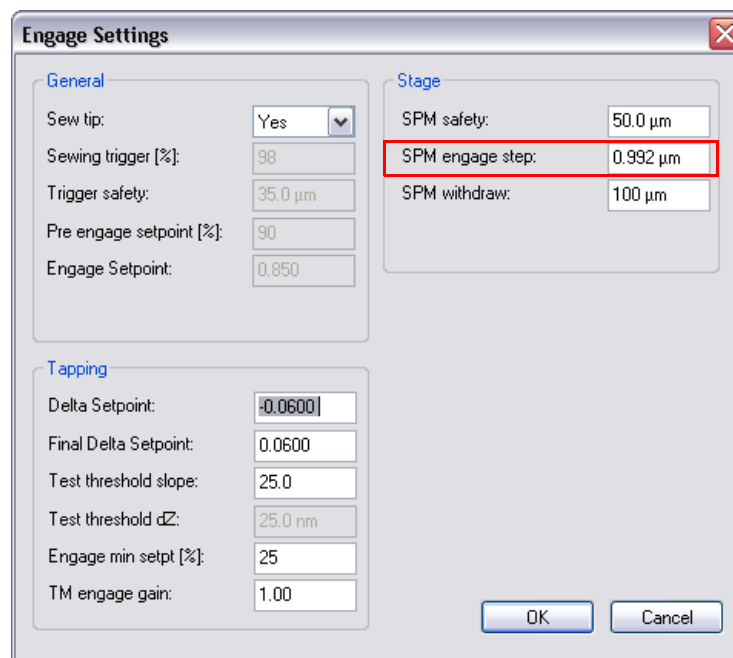 Engage Settings
General
Sew tip: Yes
Sewing trigger [%]: 98
Trigger safety: 35.0 µm
Pre engage setpoint [%]: 90
Engage Setpoint: 0.850
Stage
SPM safety: 50.0 µm
SPM engage step: 0.992 µm
SPM withdraw: 100 µm
Tapping
Delta Setpoint: -0.0600
Final Delta Setpoint: 0.0600
Test threshold slope: 25.0
Test threshold dZ: 25.0 nm
Engage min setpt [%]: 25
TM engage gain: 1.00
OK Cancel